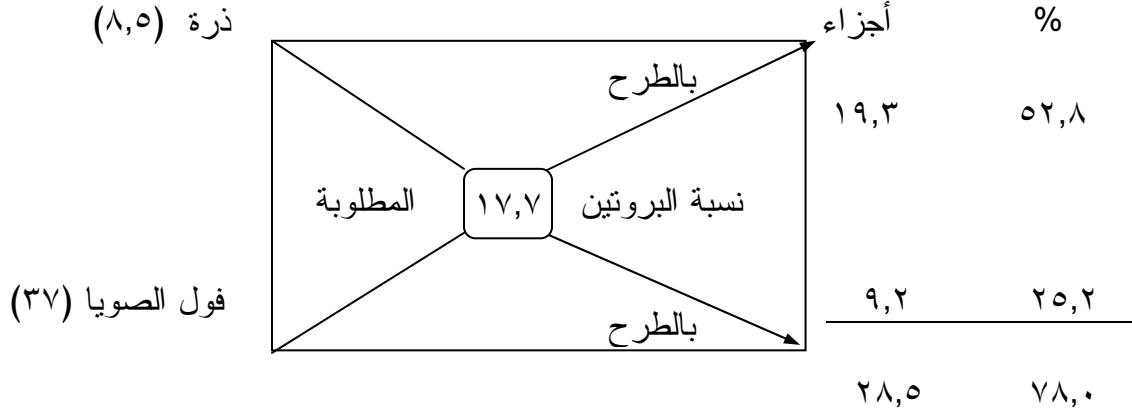 ذرة (٨,٥) أجزاء %
بالطرح
١٩,٣ ٥٢,٨
نسبة البروتين ١٧,٧ المطلوبة
فول الصويا (٣٧) ٩,٢ ٢٥,٢
بالطرح
٢٨,٥ ٧٨,٠